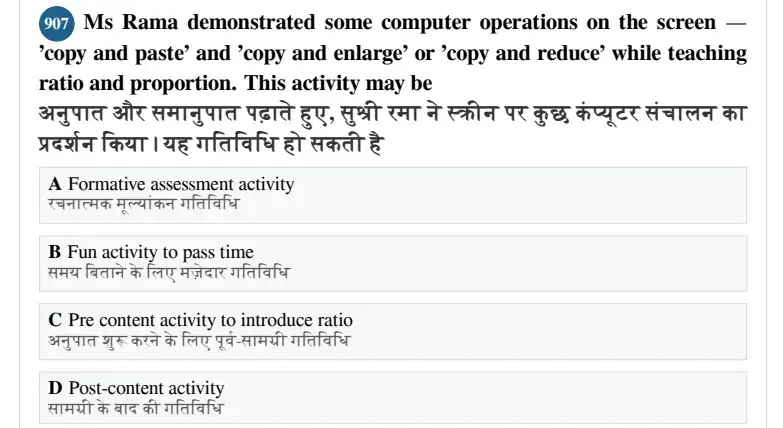 907 Ms Rama demonstrated some computer operations on the screen —
’copy and paste’ and ’copy and enlarge’ or ’copy and reduce’ while teaching
ratio and proportion. This activity may be
अनुपात और समानुपात पढ़ाते हुए, सुश्री रमा ने स्क्रीन पर कुछ कंप्यूटर संचालन का
प्रदर्शन किया। यह गतिविधि हो सकती है
A Formative assessment activity
रचनात्मक मूल्यांकन गतिविधि
B Fun activity to pass time
समय बिताने के लिए मज़ेदार गतिविधि
C Pre content activity to introduce ratio
अनुपात शुरू करने के लिए पूर्व-सामग्री गतिविधि
D Post-content activity
सामग्री के बाद की गतिविधि